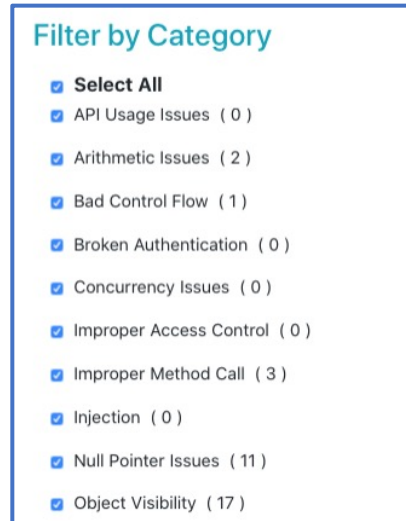 Filter by Category
Select All
API Usage Issues ( 0 )
Arithmetic Issues ( 2 )
Bad Control Flow ( 1 )
Broken Authentication ( 0 )
Concurrency Issues ( 0 )
Improper Access Control ( 0 )
Improper Method Call ( 3 )
Injection ( 0 )
Null Pointer Issues ( 11 )
Object Visibility ( 17 )